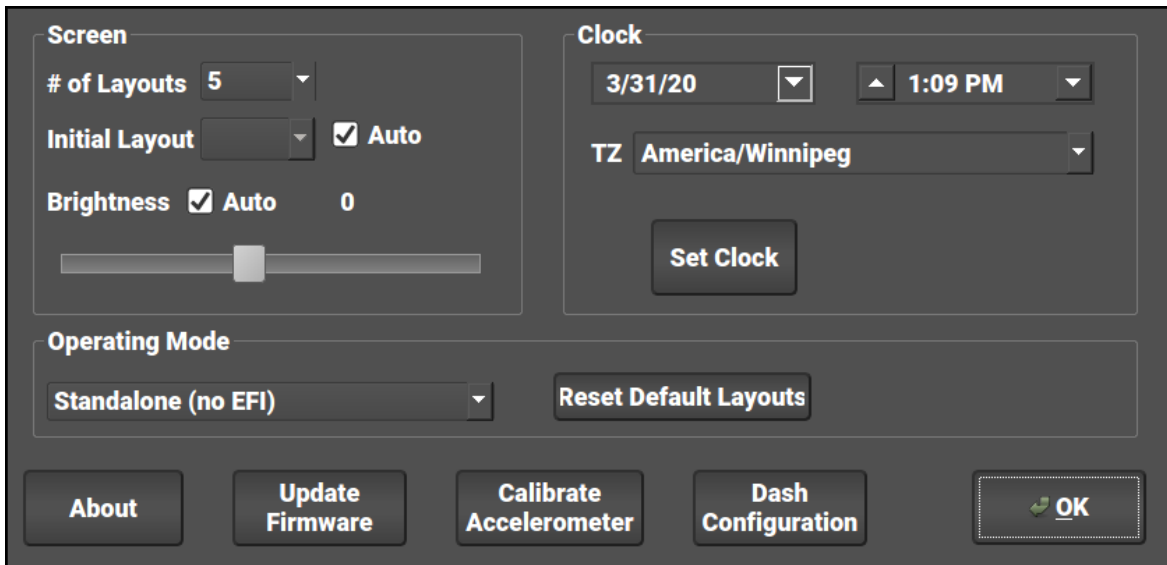 Screen
# of Layouts 5
Initial Layout Auto
Brightness Auto 0
Clock
3/31/20 1:09 PM
TZ America/Winnipeg
Set Clock
Operating Mode
Standalone (no EFI)
Reset Default Layouts
About
Update
Firmware
Calibrate
Accelerometer
Dash
Configuration
OK